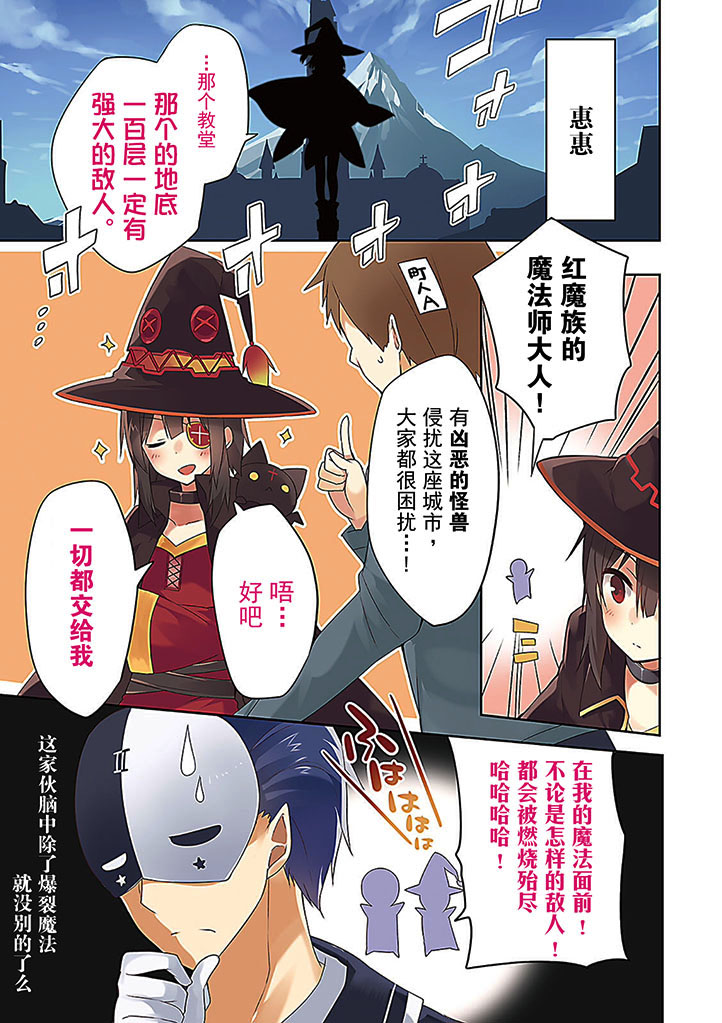 惠惠
ゴゴゴゴ
…那个教堂
那个的地底
一百层一定有
强大的敌人。
红魔族的
魔法师大人！
町人A
有凶恶的怪兽
侵扰这座城市，
大家都很困扰…！
唔…
好吧
一切都交给我
在我的魔法面前！
不论是怎样的敌人！
都会被燃烧殆尽
哈哈哈哈！
ふはははは
II
这家伙脑中除了爆裂魔法
就没别的了么